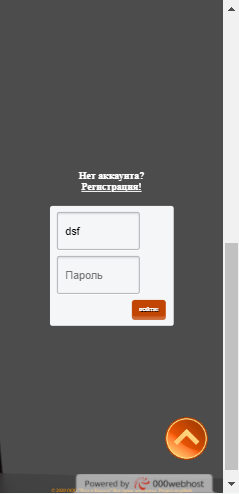 Нет аккаунта?
Регистрация!
dsf
Пароль
войти!
Powered by 000webhost